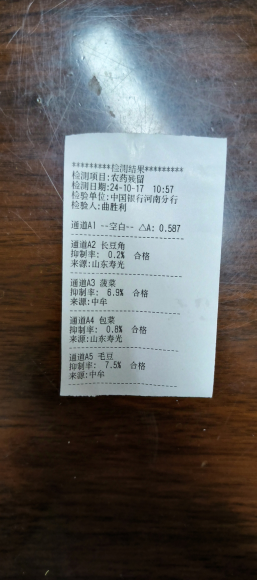 *********检测结果*********
检测项目:农药残留
检测日期:24-10-17 10:57
检验单位:中国银行河南分行
检验人:曲胜利
通道A1 --空白-- △A: 0.587
通道A2 长豆角
抑制率: 0.2% 合格
来源:山东寿光
通道A3 菠菜
抑制率: 6.9% 合格
来源:中牟
通道A4 包菜
抑制率: 0.8% 合格
来源:山东寿光
通道A5 毛豆
抑制率: 7.5% 合格
来源:中牟